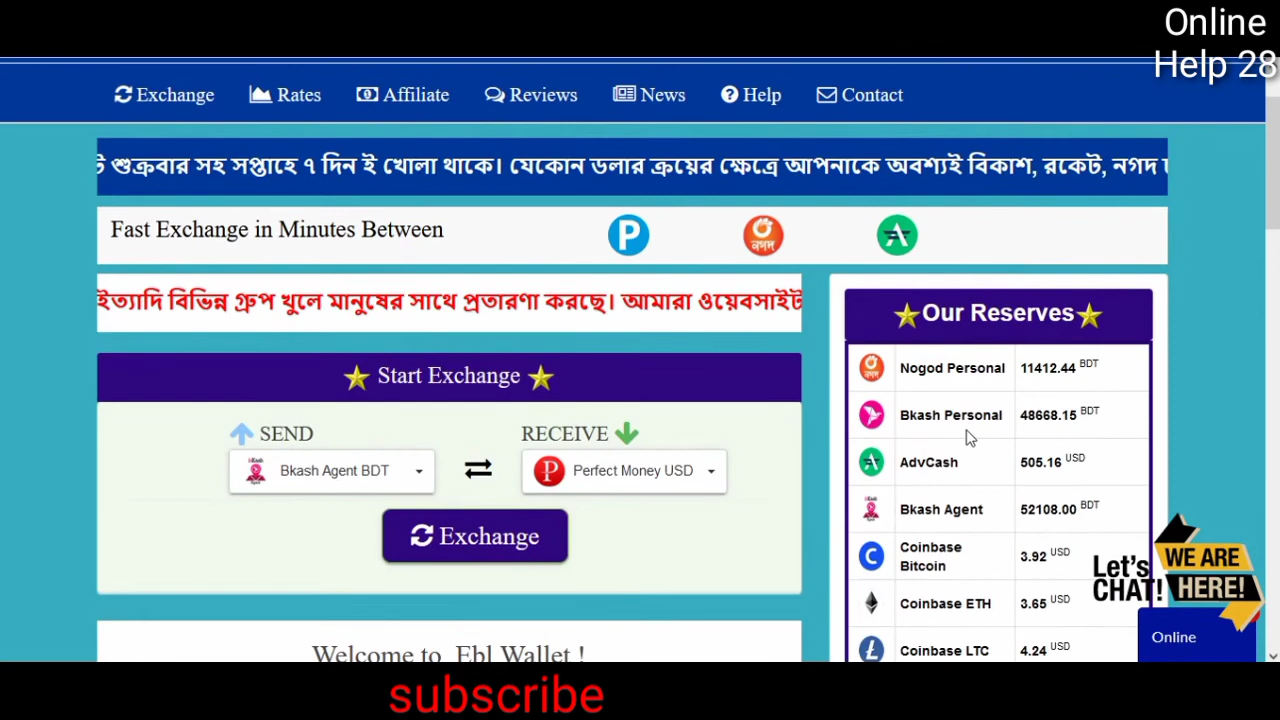 Online
Help 28
Exchange Rates Affiliate Reviews News Help Contact
শুক্রবার সহ সপ্তাহে ৭ দিন ই খোলা থাকে। যেকোন ডলার ক্রয়ের ক্ষেত্রে আপনাকে অবশ্যই বিকাশ, রকেট, নগদ
Fast Exchange in Minutes Between
P
নগদ
ইত্যাদি বিভিন্ন গ্রুপ খুলে মানুষের সাথে প্রতারণা করছে। আমারা ওয়েবসাইট
Our Reserves
Nogod Personal 11412.44 BDT
Bkash Personal 48668.15 BDT
AdvCash 505.16 USD
Bkash Agent 52108.00 BDT
Coinbase Bitcoin 3.92 USD
Coinbase ETH 3.65 USD
Coinbase LTC 4.24 USD
Start Exchange
SEND RECEIVE
Bkash Agent BDT Perfect Money USD
Exchange
Welcome to Ebl Wallet !
Let's CHAT!
WE ARE HERE!
Online
subscribe